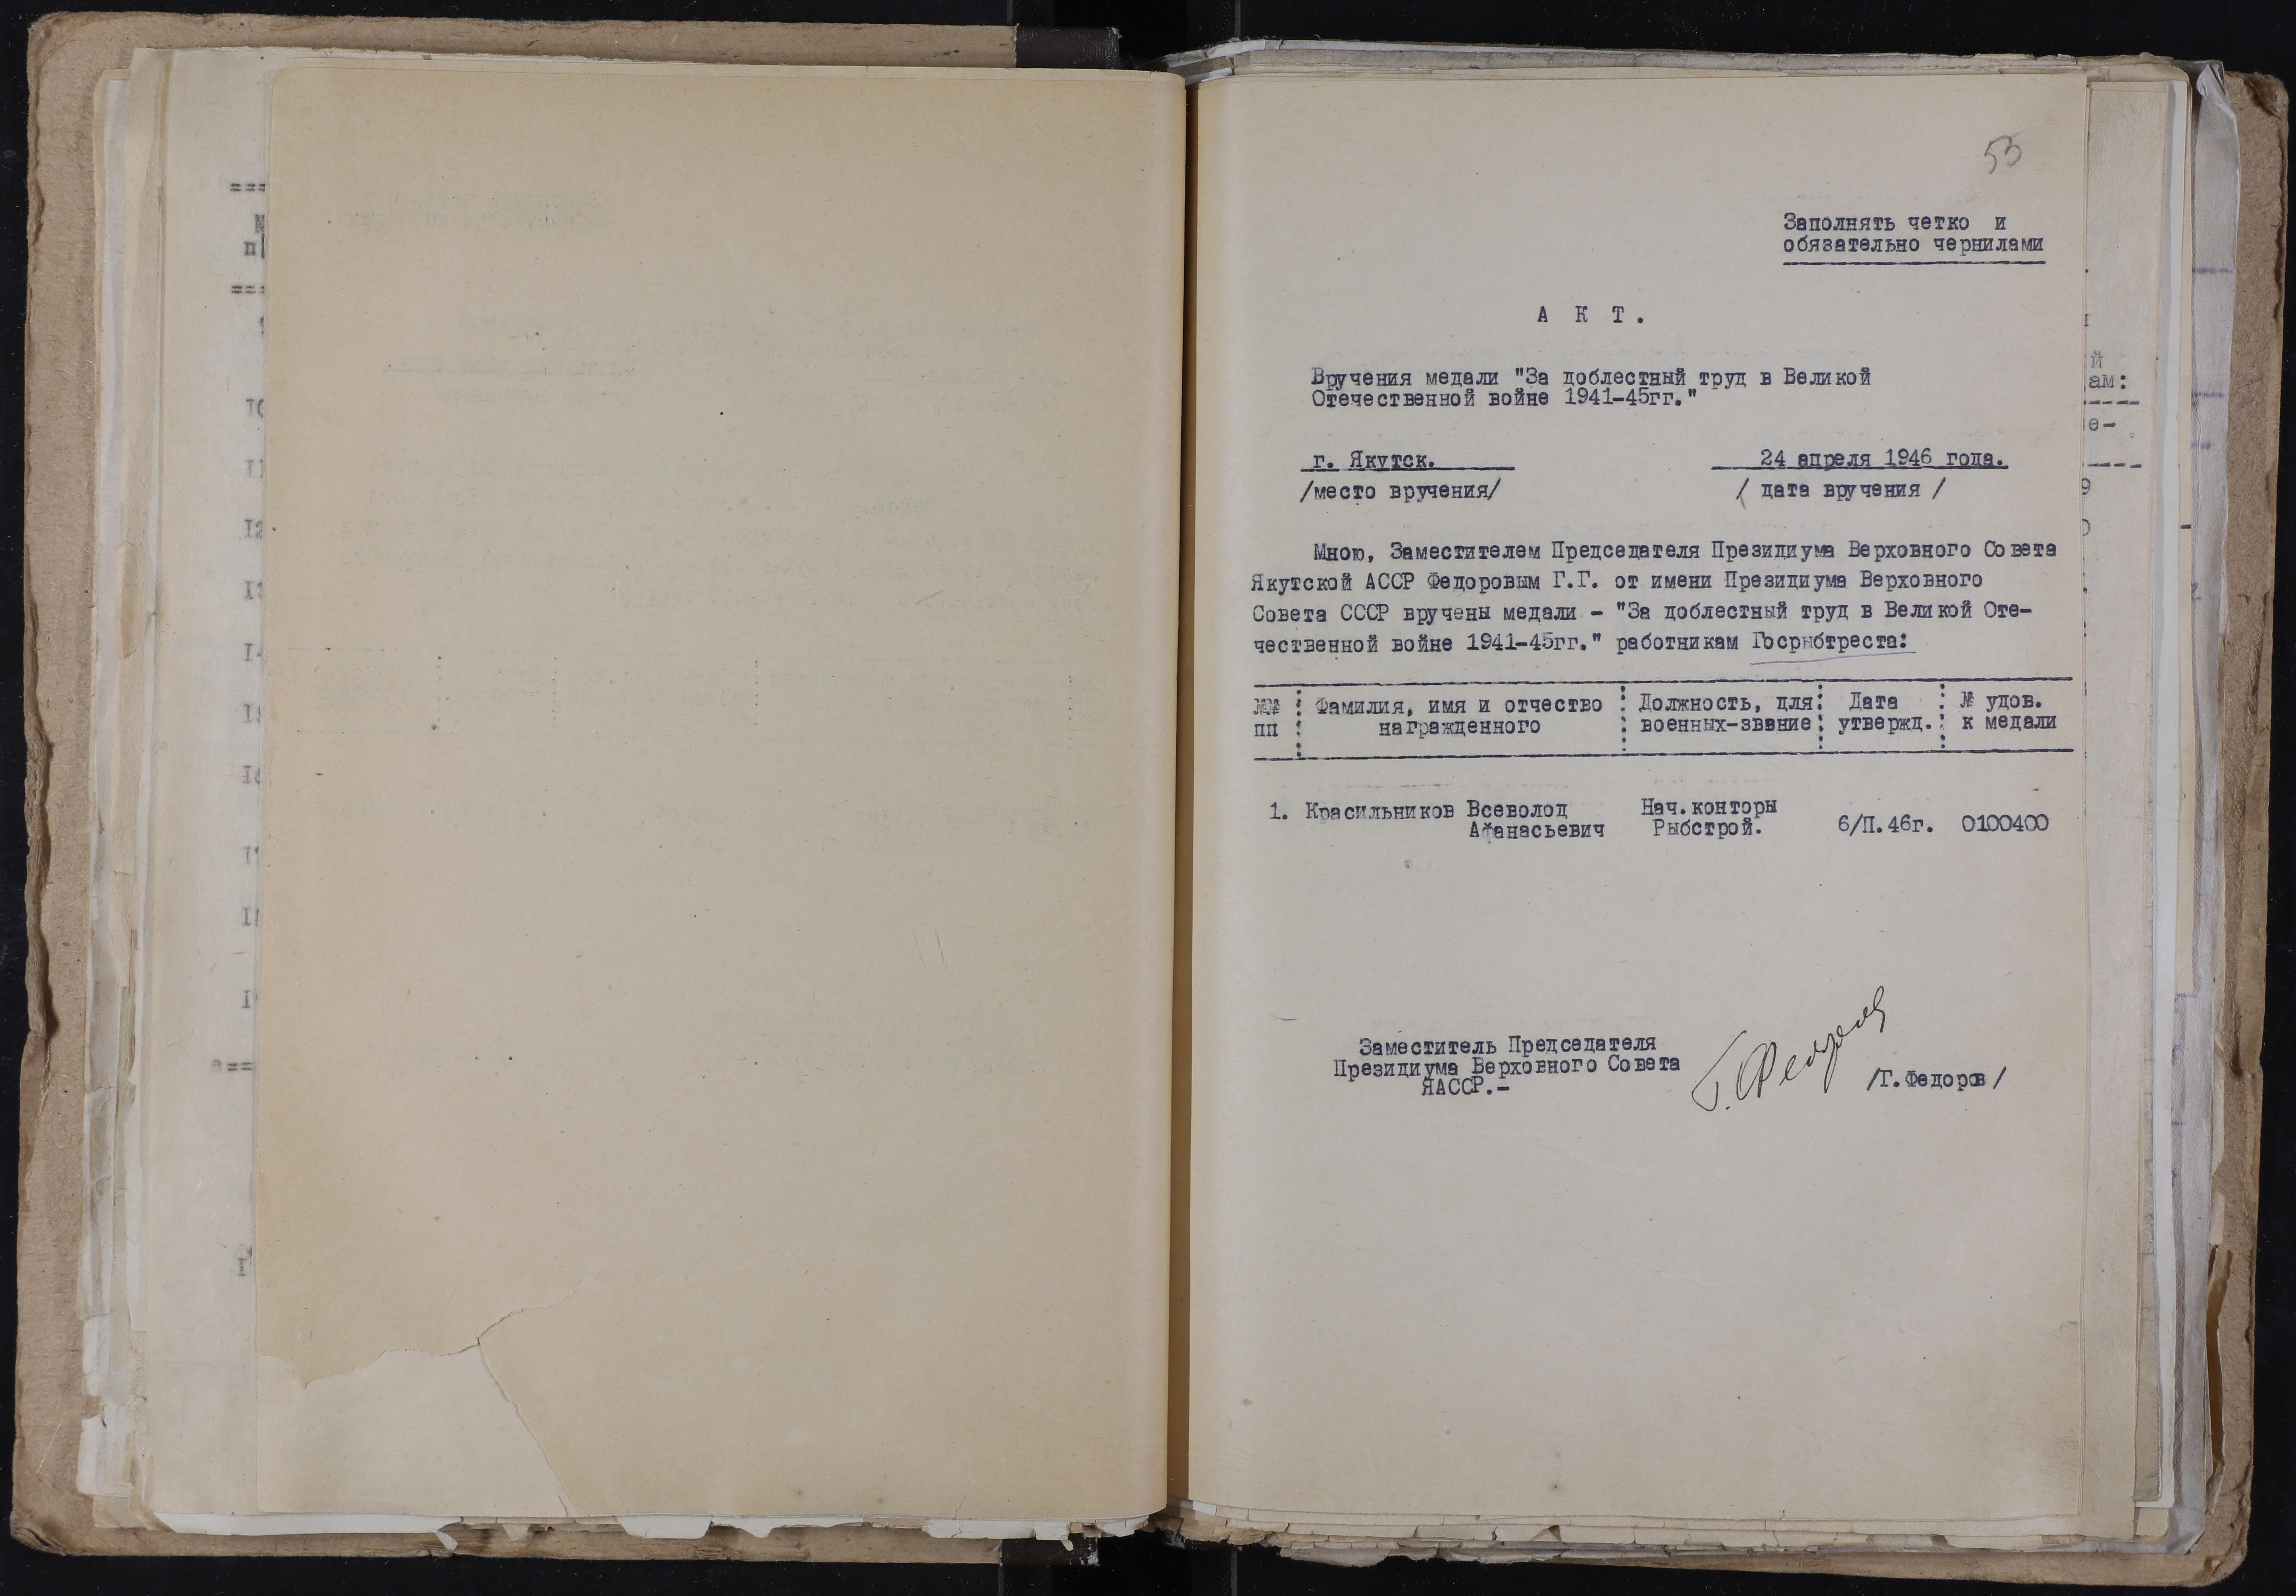 53
Заполнять четко и
обязательно чернилами
А К Т.
Вручения медали "За доблестный труд в Великой
Отечественной войне 1941-45гг."
г. Якутск. 24 апреля 1946 года.
/место вручения/ / дата вручения /
Мною, Заместителем Председателя Президиума Верховного Совета
Якутской АССР Федоровым Г.Г. от имени Президиума Верховного
Совета СССР вручены медали - "За доблестный труд в Великой Оте-
чественной войне 1941-45гг." работникам Госрыбтреста:
№№ Фамилия, имя и отчество Должность, для Дата № удов.
пп награжденного военных-звание утвержд. к медали
1. Красильников Всеволод Нач.конторы
Афанасьевич Рыбстрой. 6/П.46г. 0100400
Заместитель Председателя
Президиума Верховного Совета
ЯАССР.-
Г. Федоров /Г.Федоров/